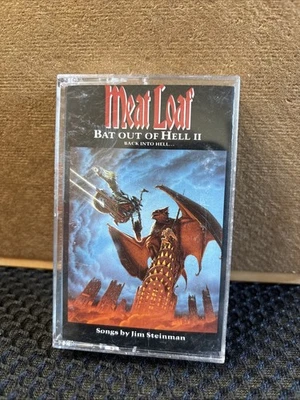 Meat Loaf
BAT OUT OF HELL II
BACK INTO HELL...
Songs by Jim Steinman